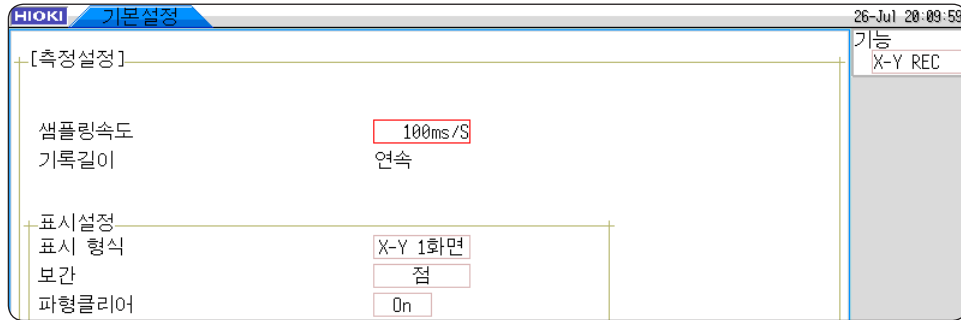 HIOKI 기본설정 26-Jul 20:09:59
기능
X-Y REC
[측정설정]
샘플링속도 100ms/S
기록길이 연속
표시설정
표시 형식 X-Y 1화면
보간 점
파형클리어 On